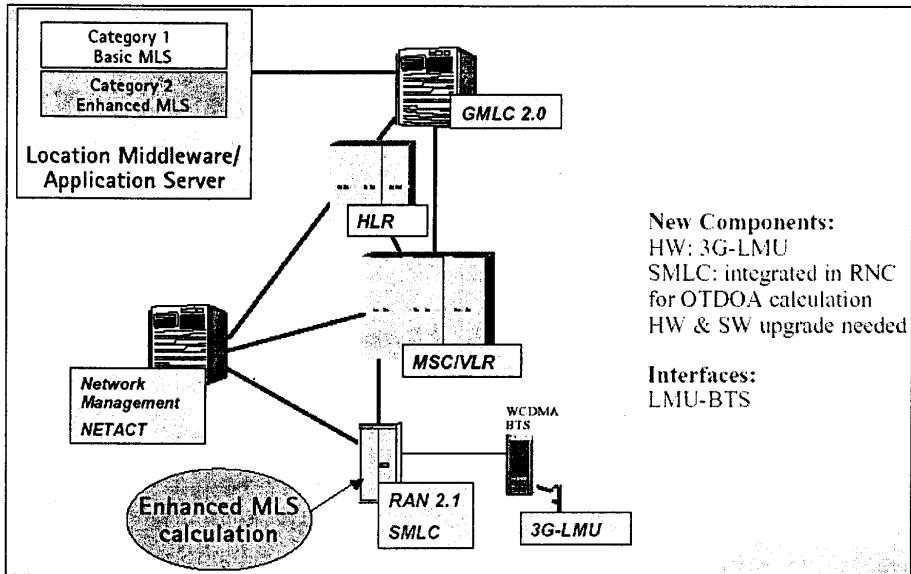 Category 1
Basic MLS
Category 2
Enhanced MLS
Location Middleware/
Application Server
GMLC 2.0
HLR
MSC/VLR
Network
Management
NETACT
WCDMA
BTS
RAN 2.1
SMLC
3G-LMU
Enhanced MLS
calculation
New Components:
HW: 3G-LMU
SMLC: integrated in RNC
for OTDOA calculation
HW & SW upgrade needed
Interfaces:
LMU-BTS